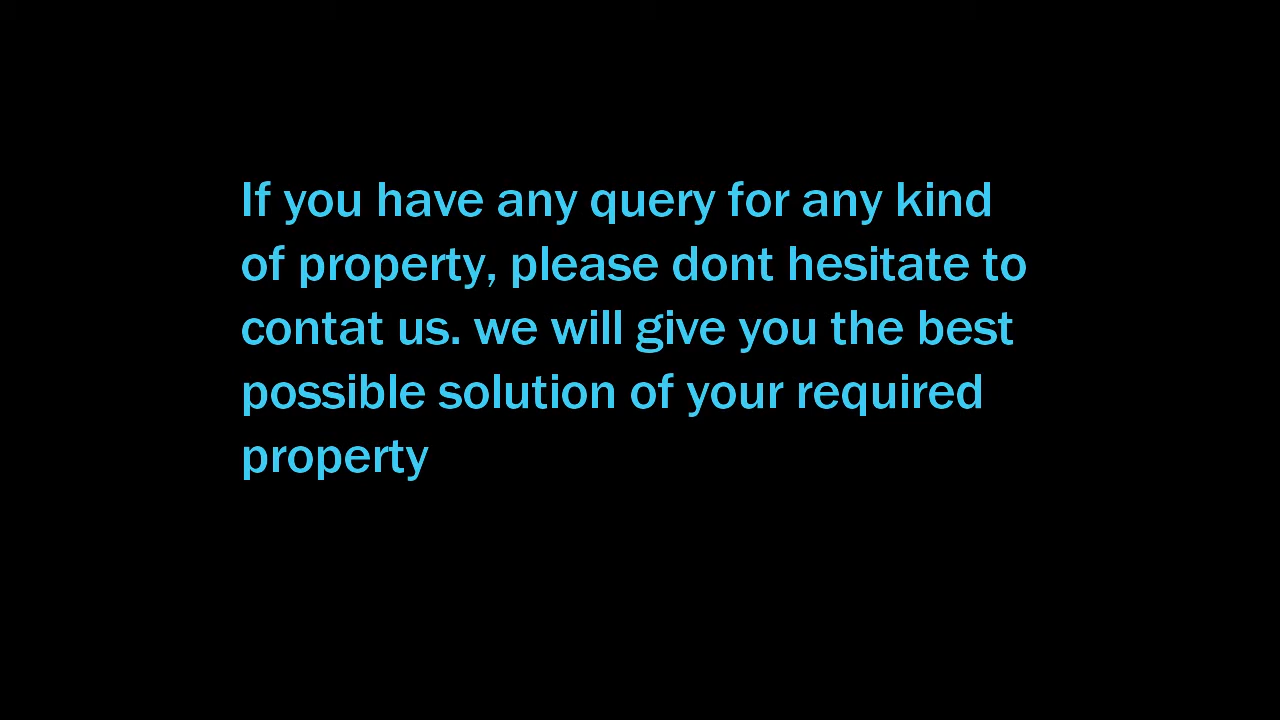 If you have any query for any kind
of property, please dont hesitate to
contat us. we will give you the best
possible solution of your required
property